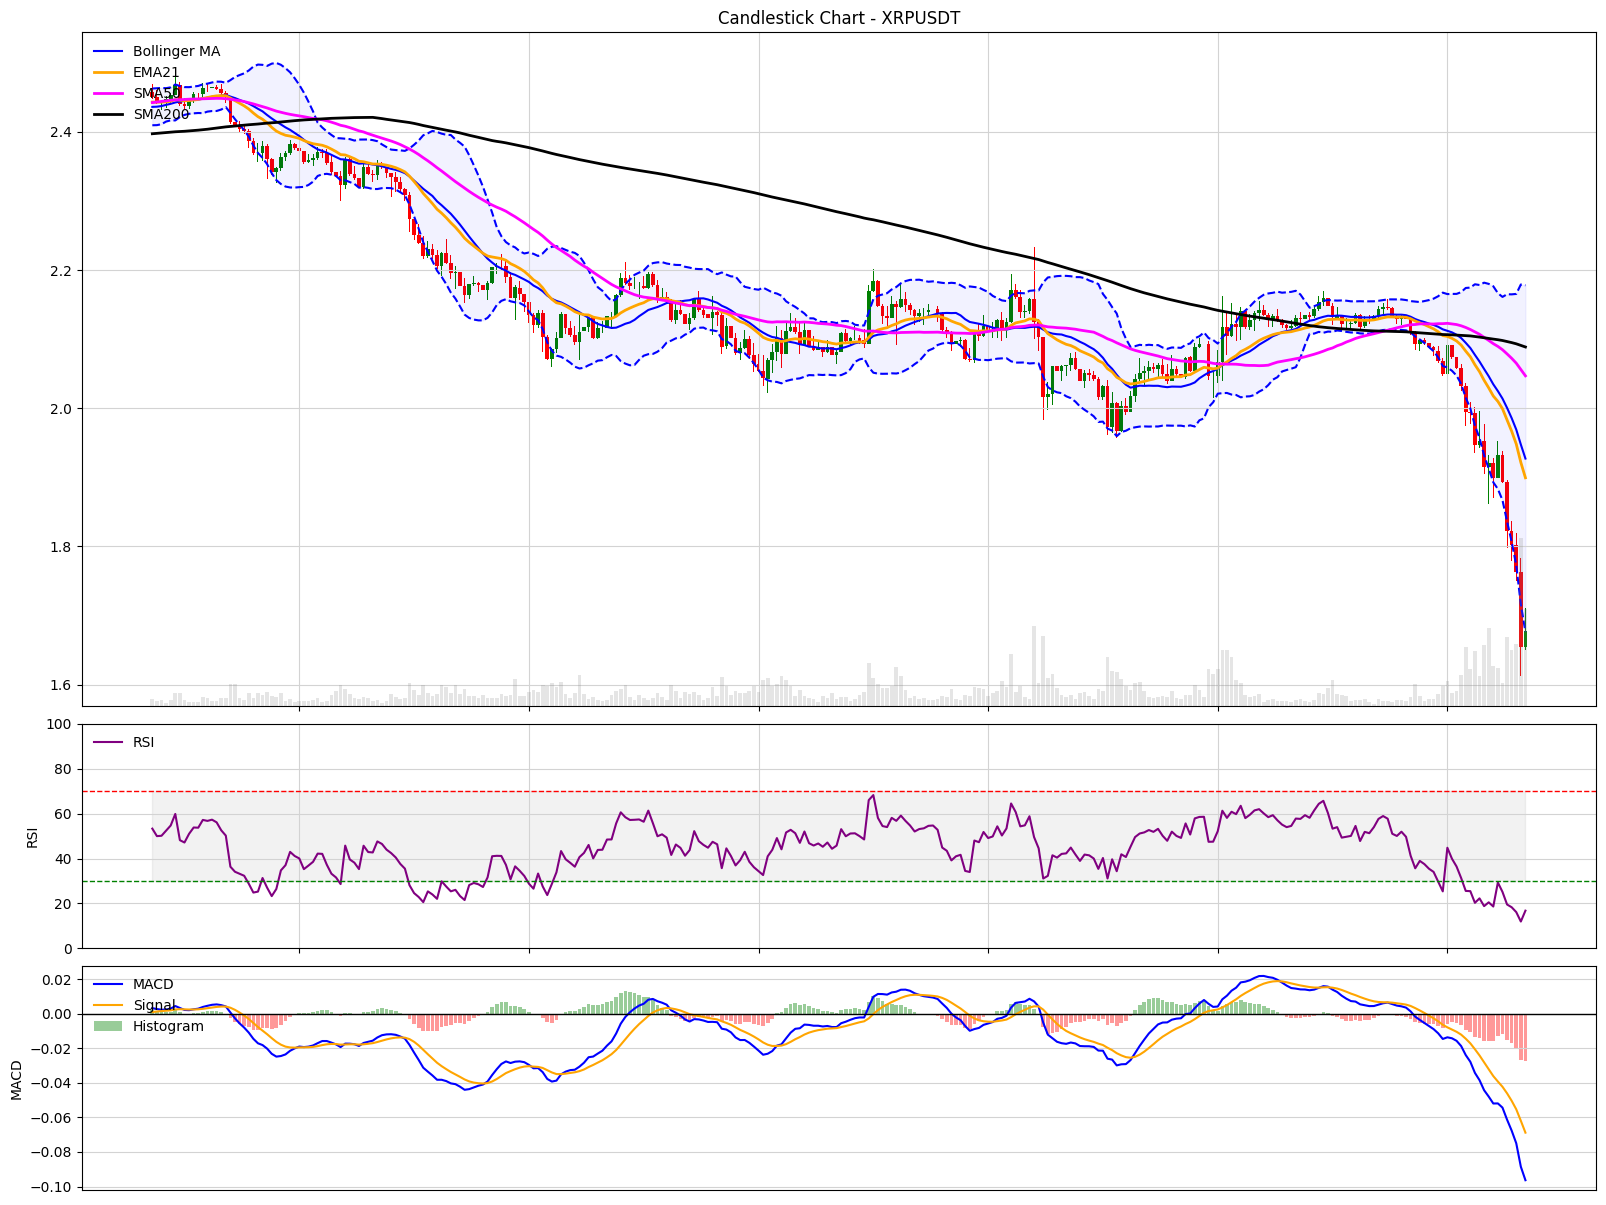 Candlestick Chart - XRPUSDT
Bollinger MA
EMA21
SMA50
SMA200
2.4
2.2
2.0
1.8
1.6
RSI
100
80
60
40
20
0
RSI
MACD
Signal
Histogram
0.02
0.00
−0.02
−0.04
−0.06
−0.08
−0.10
MACD